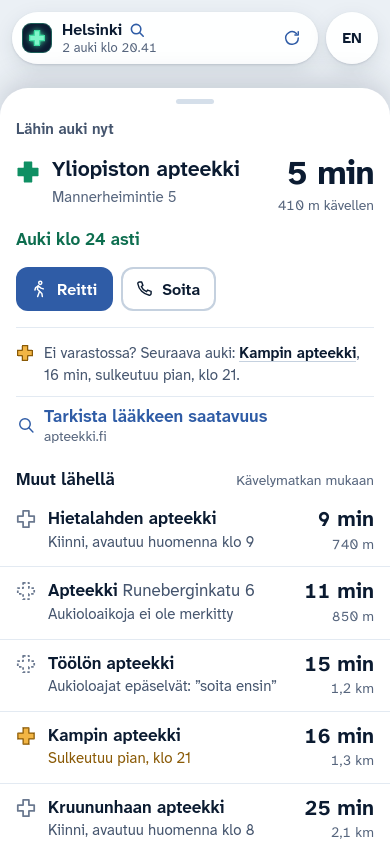 Helsinki
2 auki klo 20.41
EN
Lähin auki nyt
Yliopiston apteekki
5 min
Mannerheimintie 5
410 m kävellen
Auki klo 24 asti
Reitti
Soita
Ei varastossa? Seuraava auki: Kampin apteekki,
16 min, sulkeutuu pian, klo 21.
Tarkista lääkkeen saatavuus
apteekki.fi
Muut lähellä
Kävelymatkan mukaan
Hietalahden apteekki
9 min
Kiinni, avautuu huomenna klo 9
740 m
Apteekki Runeberginkatu 6
11 min
Aukioloaikoja ei ole merkitty
850 m
Töölön apteekki
15 min
Aukioloajat epäselvät: ”soita ensin”
1,2 km
Kampin apteekki
16 min
Sulkeutuu pian, klo 21
1,3 km
Kruununhaan apteekki
25 min
Kiinni, avautuu huomenna klo 8
2,1 km